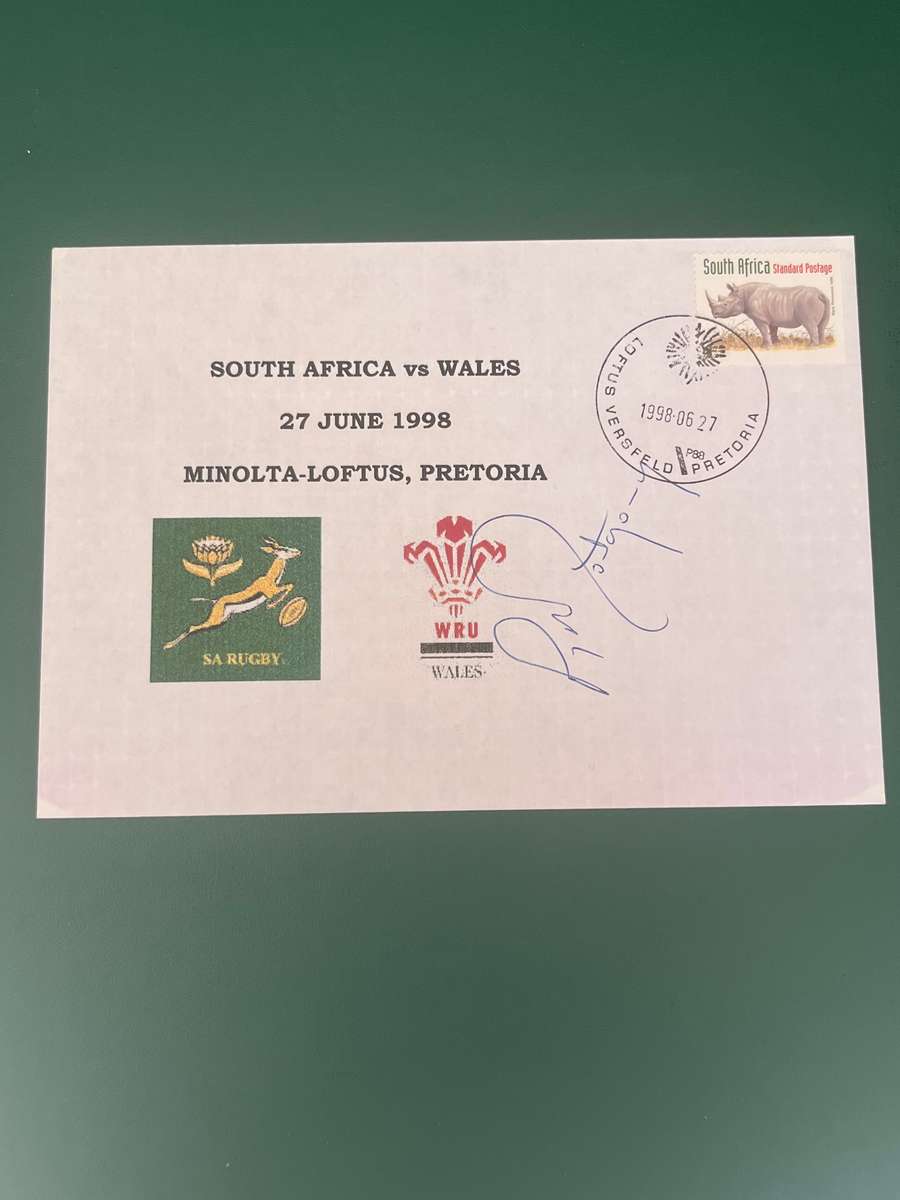 South Africa Standard Postage
SOUTH AFRICA vs WALES
27 JUNE 1998
MINOLTA-LOFTUS, PRETORIA
LOFTUS VERSFELD PRETORIA
1998·06 27
P88
SA RUGBY
WRU
WALES